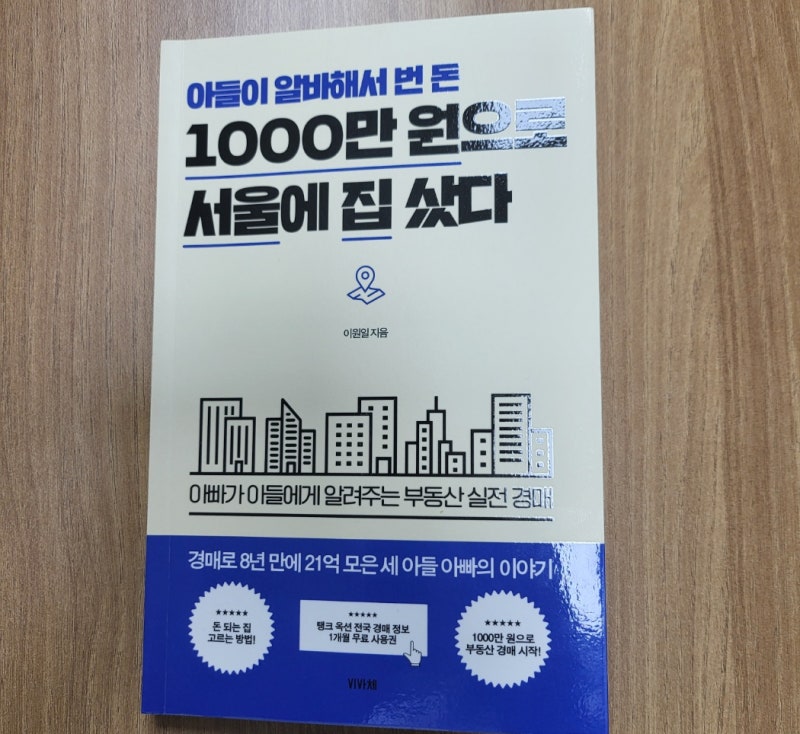 아들이 알바해서 번 돈
1000만 원으로
서울에 집 샀다
이원일 지음
아빠가 아들에게 알려주는 부동산 실전 경매
경매로 8년 만에 21억 모은 세 아들 아빠의 이야기
★★★★★
돈 되는 집
고르는 방법!
★★★★★
탱크 옥션 전국 경매 정보
1개월 무료 사용권
★★★★★
1000만 원으로
부동산 경매 시작!
비바체